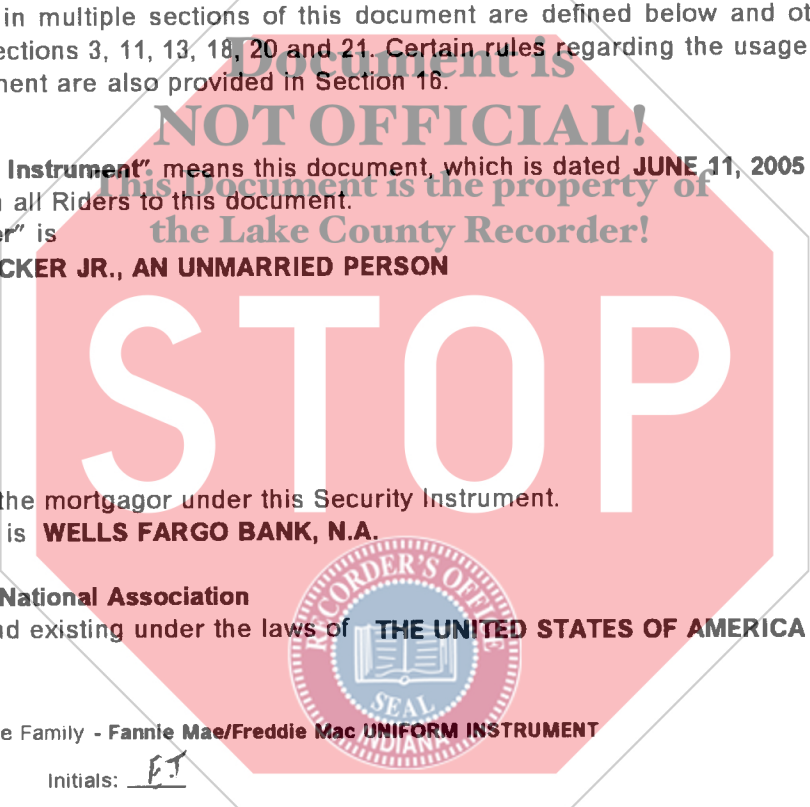 in multiple sections of this document are defined below and ot
ections 3, 11, 13, 18, 20 and 21. Certain rules regarding the usage
Document is
ment are also provided in Section 16.
NOT OFFICIAL!
Instrument" means this document, which is dated JUNE 11, 2005
This Document is the property of
all Riders to this document.
er" is
the Lake County Recorder!
CKER JR., AN UNMARRIED PERSON
STOP
the mortgagor under this Security Instrument.
is WELLS FARGO BANK, N.A.
National Association
nd existing under the laws of THE UNITED STATES OF AMERICA
RECORDER'S OFFICE
SEAL
INDIANA
e Family - Fannie Mae/Freddie Mac UNIFORM INSTRUMENT
Initials: EJ